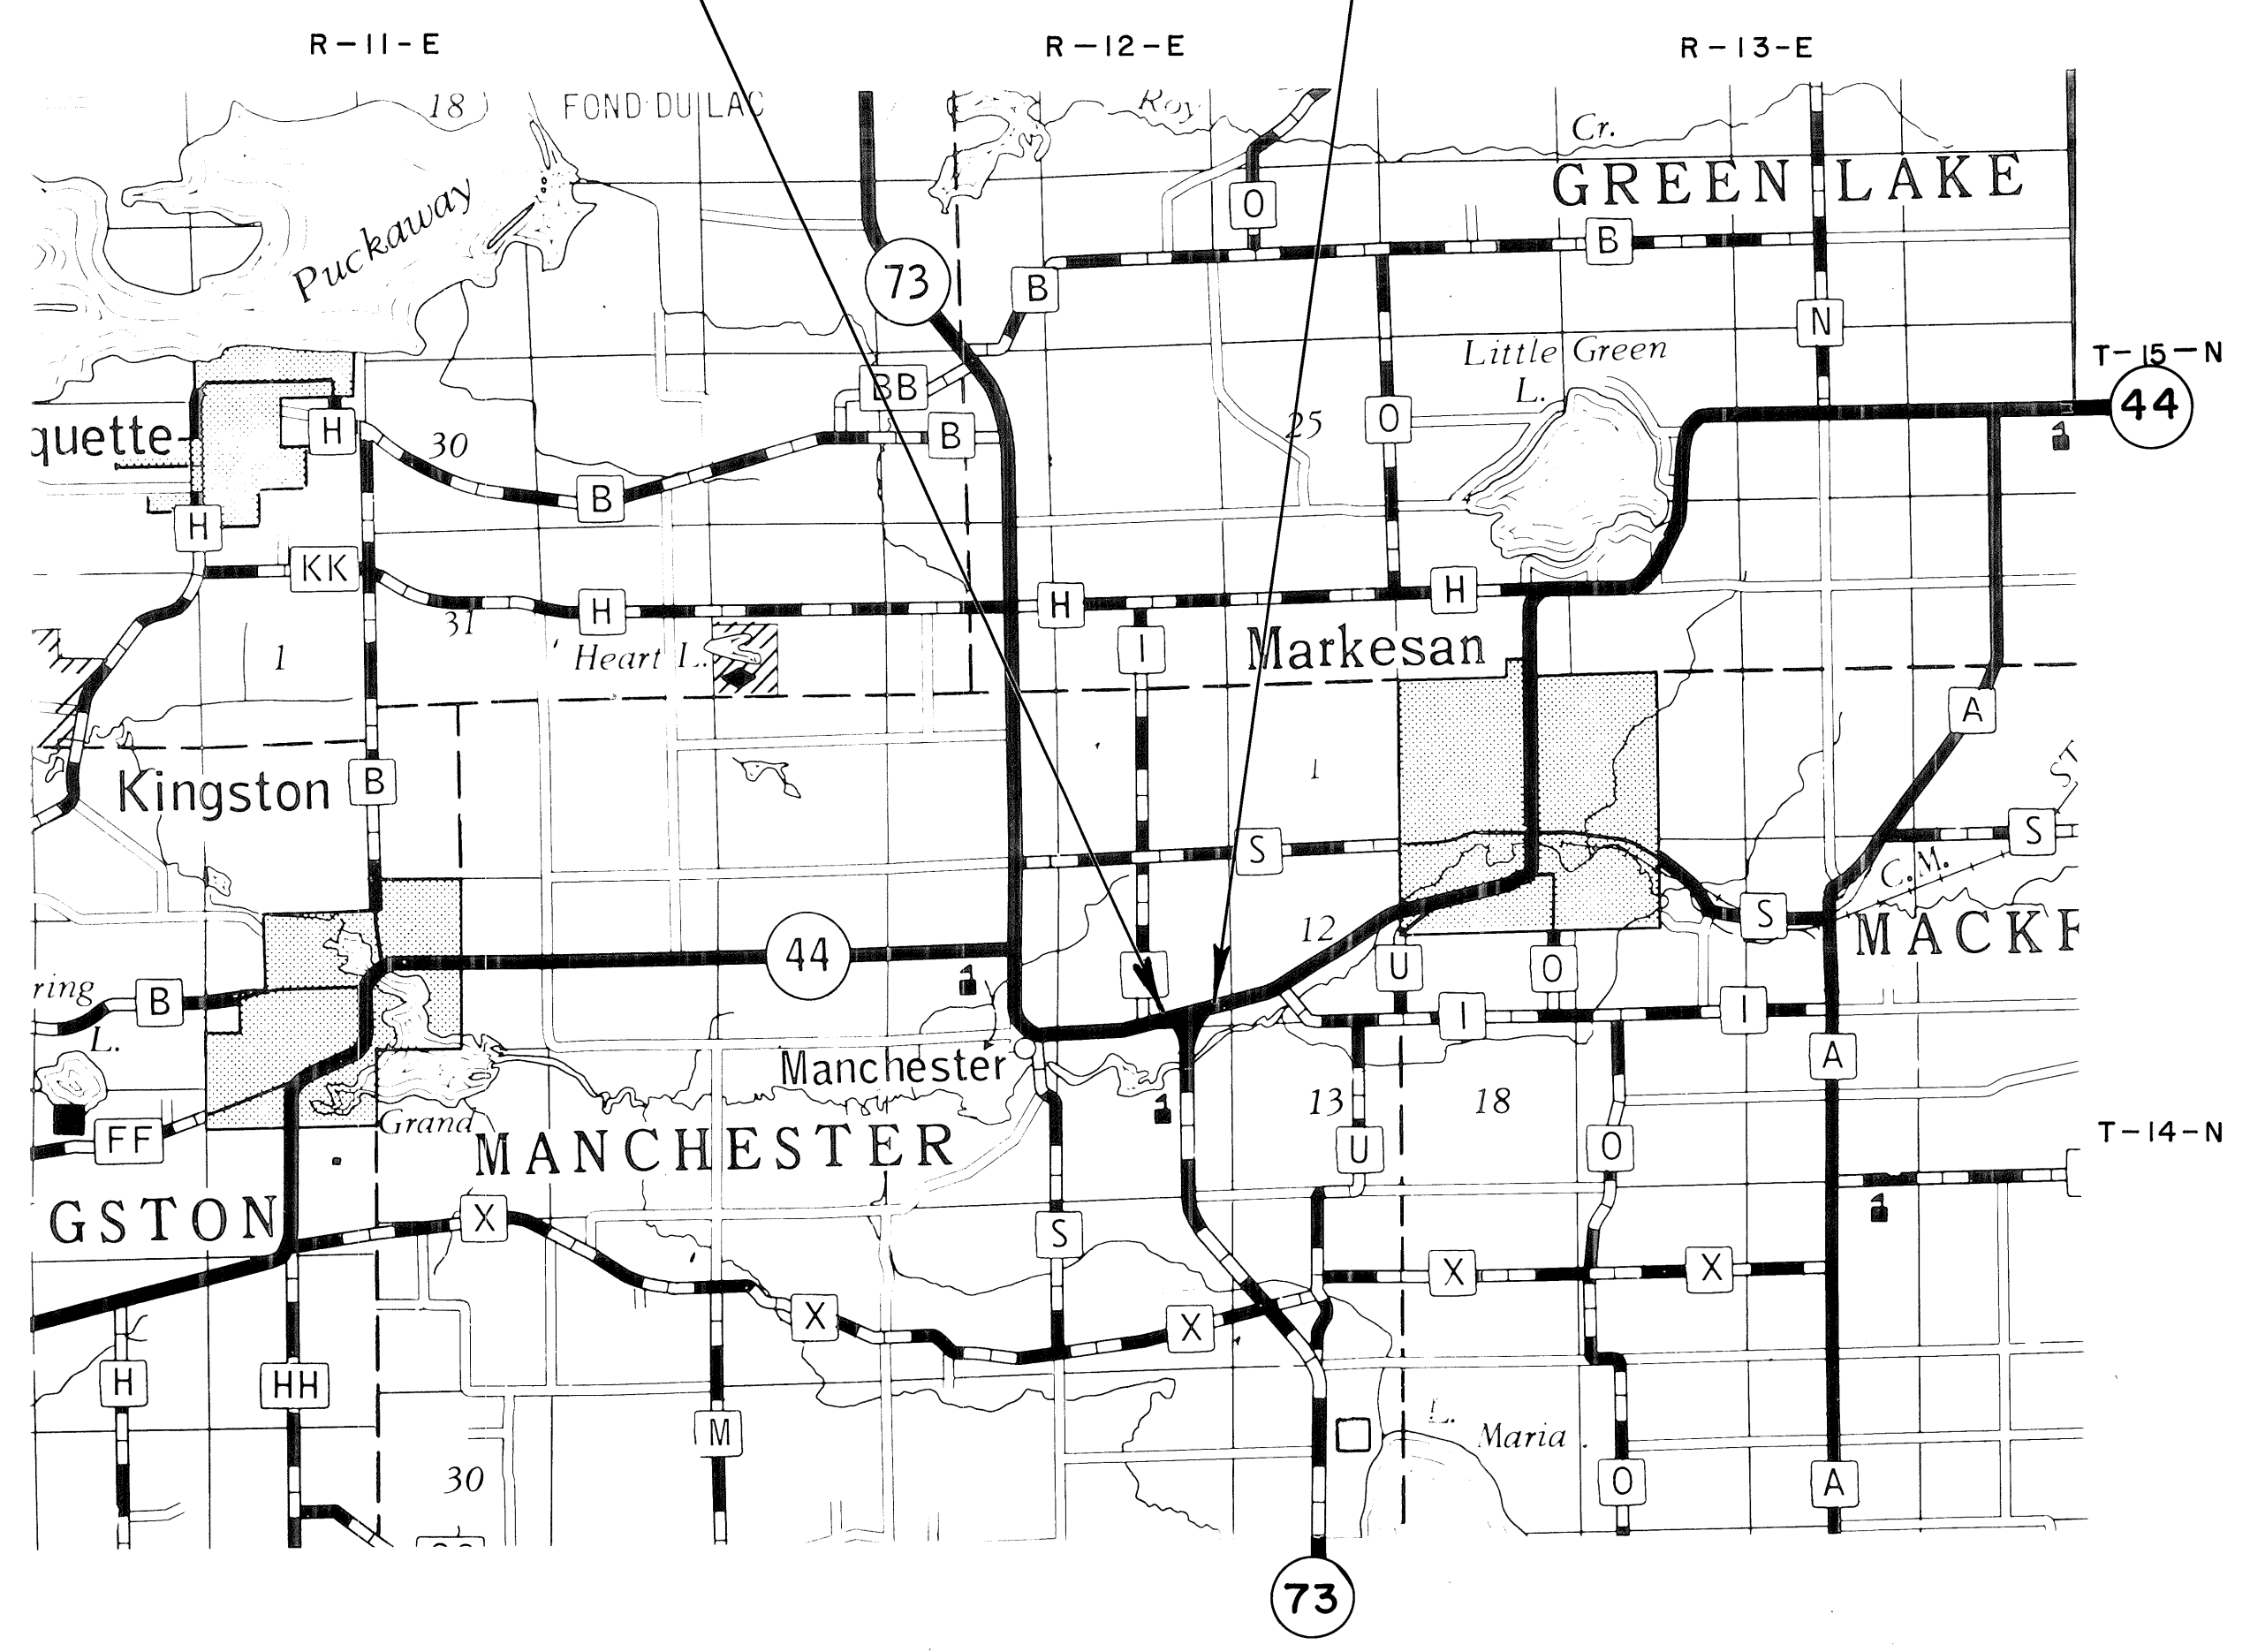 R-11-E
R-12-E
R-13-E
18
FOND DU LAC
Roy
Cr.
GREEN LAKE
Puckaway
O
B
73
B
N
Little Green
L.
T-15-N
44
BB
quette
H
30
B
O
25
B
H
KK
31
H
H
H
1
Heart L.
I
Markesan
A
ST
Kingston
B
1
S
S
C.M.
12
S
MACKF
44
U
O
ring
B
L.
I
I
Manchester
A
Grand
13
18
FF
MANCHESTER
U
O
T-14-N
GSTON
X
S
X
X
X
X
H
HH
M
L.
Maria
30
O
A
73